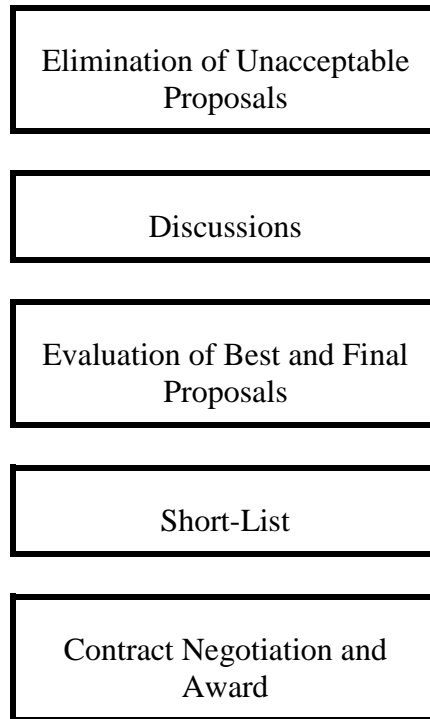 Elimination of Unacceptable
Proposals
Discussions
Evaluation of Best and Final
Proposals
Short-List
Contract Negotiation and
Award